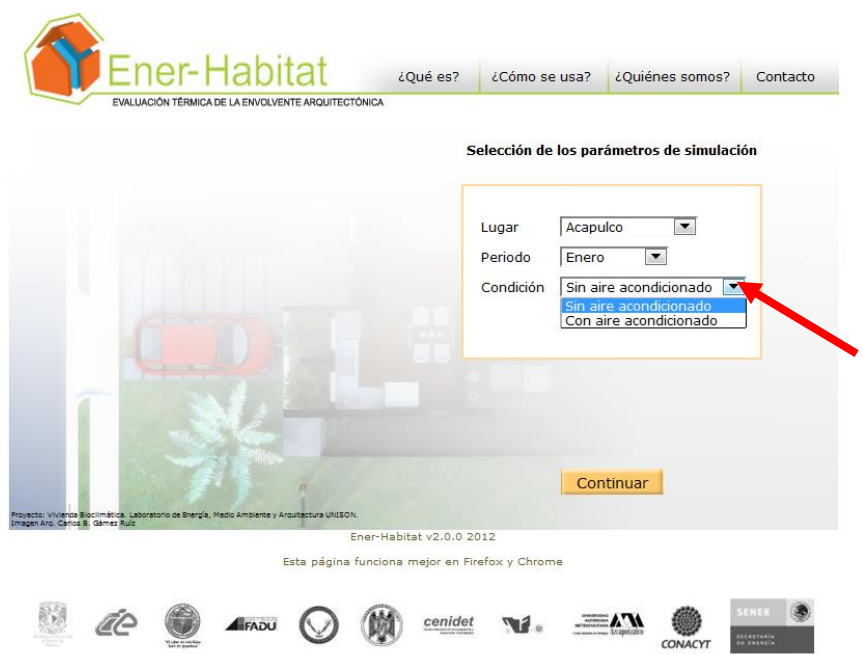 Ener-Habitat
EVALUACIÓN TÉRMICA DE LA ENVOLVENTE ARQUITECTÓNICA
¿Qué es?
¿Cómo se usa?
¿Quiénes somos?
Contacto
Selección de los parámetros de simulación
Lugar Acapulco
Periodo Enero
Condición Sin aire acondicionado
Sin aire acondicionado
Con aire acondicionado
Continuar
Proyecto: Vivienda Bioclimática. Laboratorio de Energía, Medio Ambiente y Arquitectura UNISON.
Imagen Arq. Carlos B. Gámez Ruiz
Ener-Habitat v2.0.0 2012
Esta página funciona mejor en Firefox y Chrome
FADU
cenidet
Azcapotzalco
CONACYT
SENER
SECRETARÍA
DE ENERGÍA